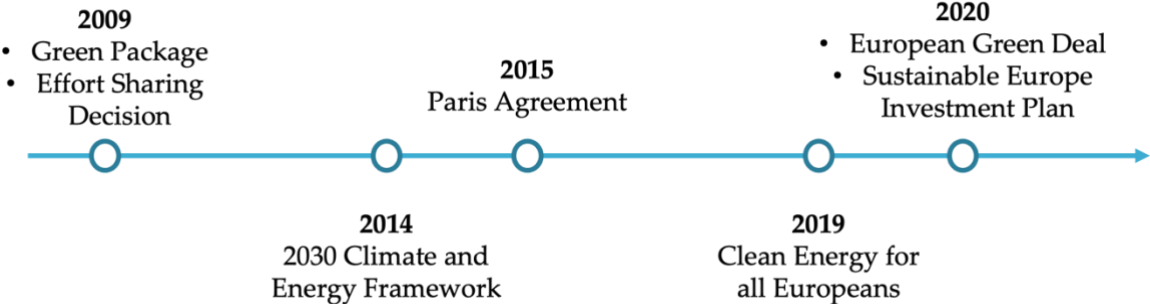 2009
• Green Package
• Effort Sharing
Decision
2014
2030 Climate and
Energy Framework
2015
Paris Agreement
2019
Clean Energy for
all Europeans
2020
• European Green Deal
• Sustainable Europe
Investment Plan